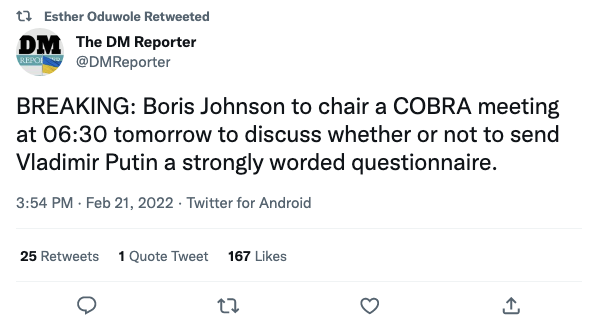 Esther Oduwole Retweeted
DM
REPORTER
The DM Reporter
@DMReporter
BREAKING: Boris Johnson to chair a COBRA meeting
at 06:30 tomorrow to discuss whether or not to send
Vladimir Putin a strongly worded questionnaire.
3:54 PM · Feb 21, 2022 · Twitter for Android
25 Retweets 1 Quote Tweet 167 Likes